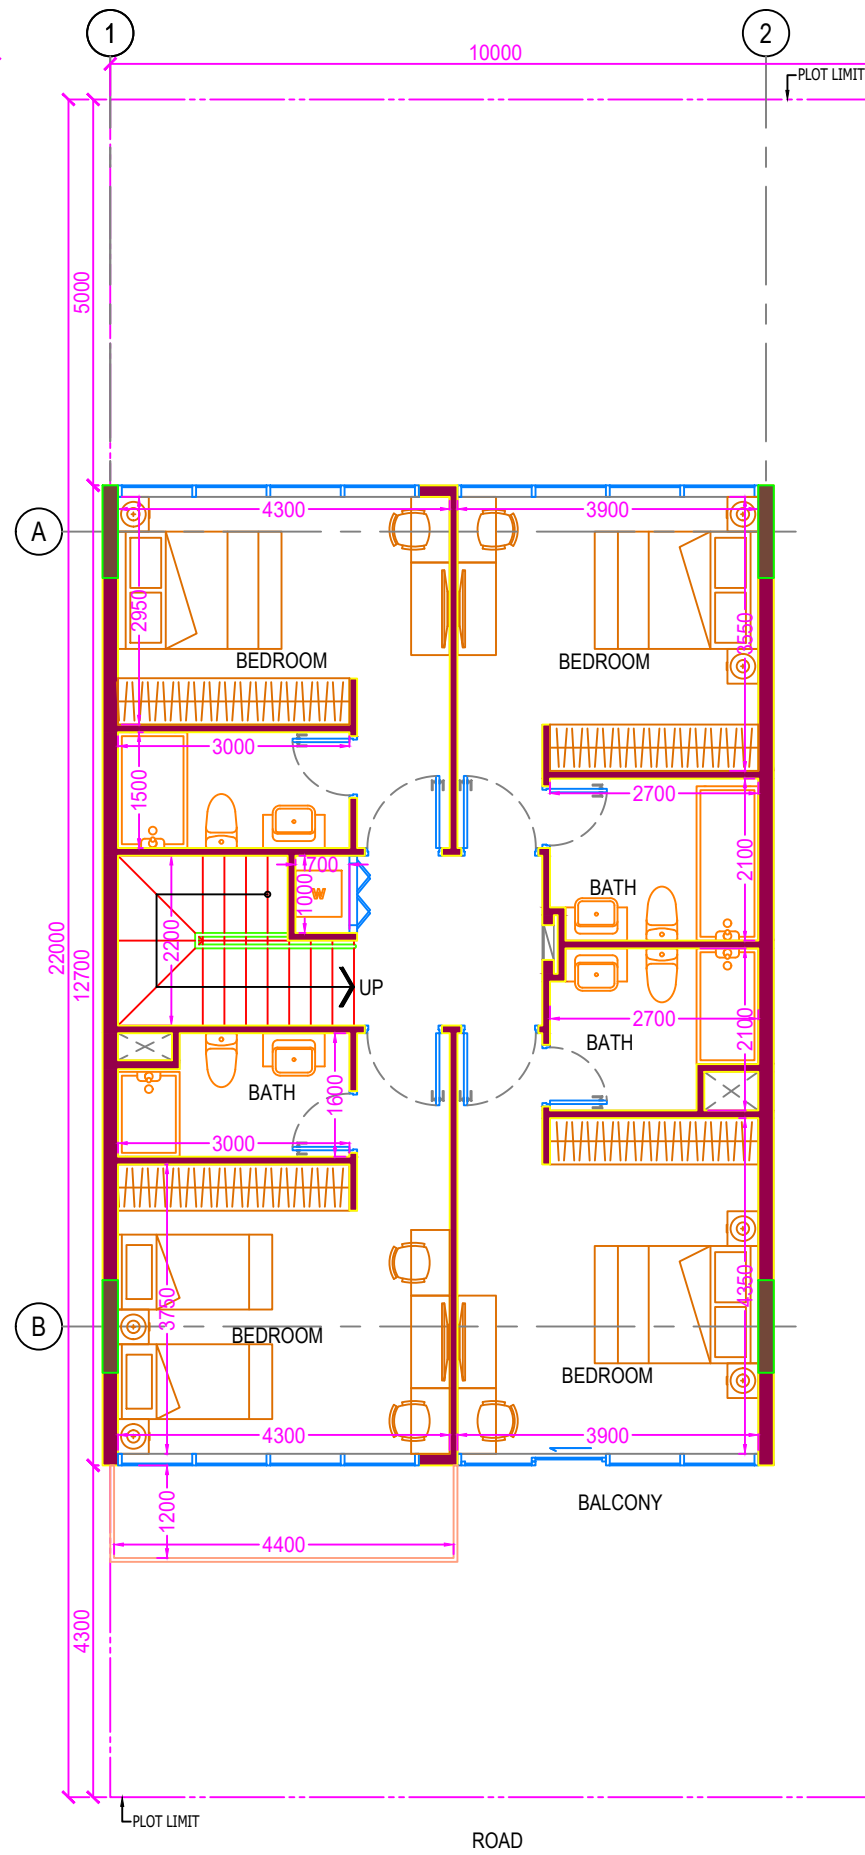 1
2
10000
PLOT LIMIT
5000
A
4300
3900
2950
3550
BEDROOM
BEDROOM
3000
1500
2700
2100
700
1000
W
BATH
2200
22000
12700
UP
2700
2100
BATH
BATH
1600
3000
3750
4350
B
BEDROOM
BEDROOM
4300
3900
1200
BALCONY
4400
4300
PLOT LIMIT
ROAD